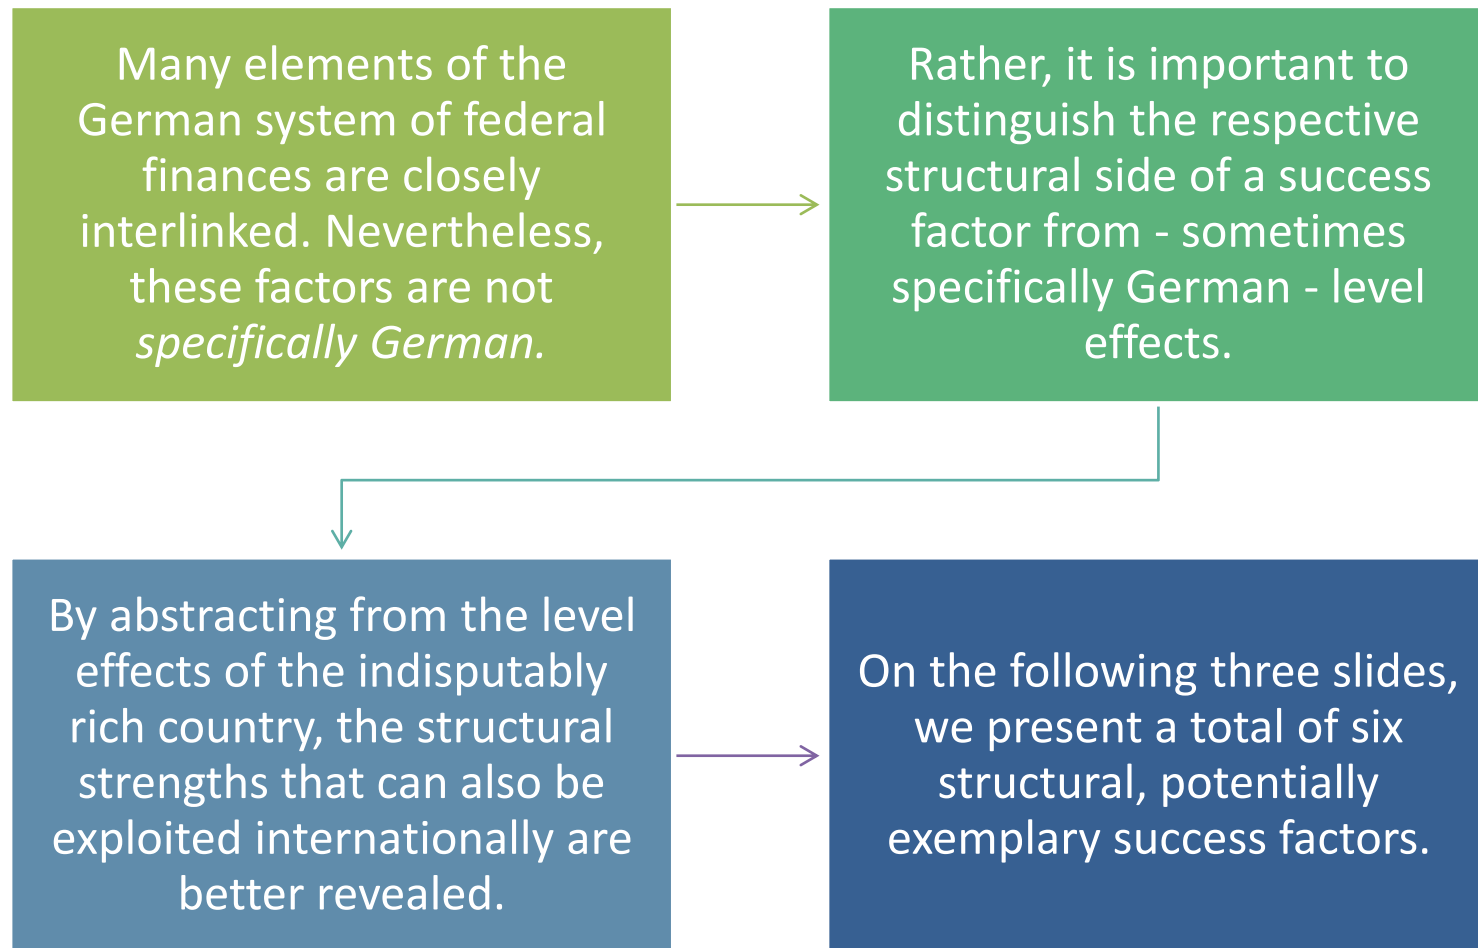 Many elements of the
German system of federal
finances are closely
interlinked. Nevertheless,
these factors are not
specifically German.
Rather, it is important to
distinguish the respective
structural side of a success
factor from - sometimes
specifically German - level
effects.
By abstracting from the level
effects of the indisputably
rich country, the structural
strengths that can also be
exploited internationally are
better revealed.
On the following three slides,
we present a total of six
structural, potentially
exemplary success factors.